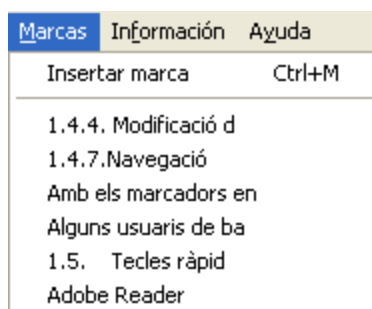 Marcas Información Ayuda
Insertar marca Ctrl+M
1.4.4. Modificació d
1.4.7.Navegació
Amb els marcadors en
Alguns usuaris de ba
1.5. Tecles ràpid
Adobe Reader